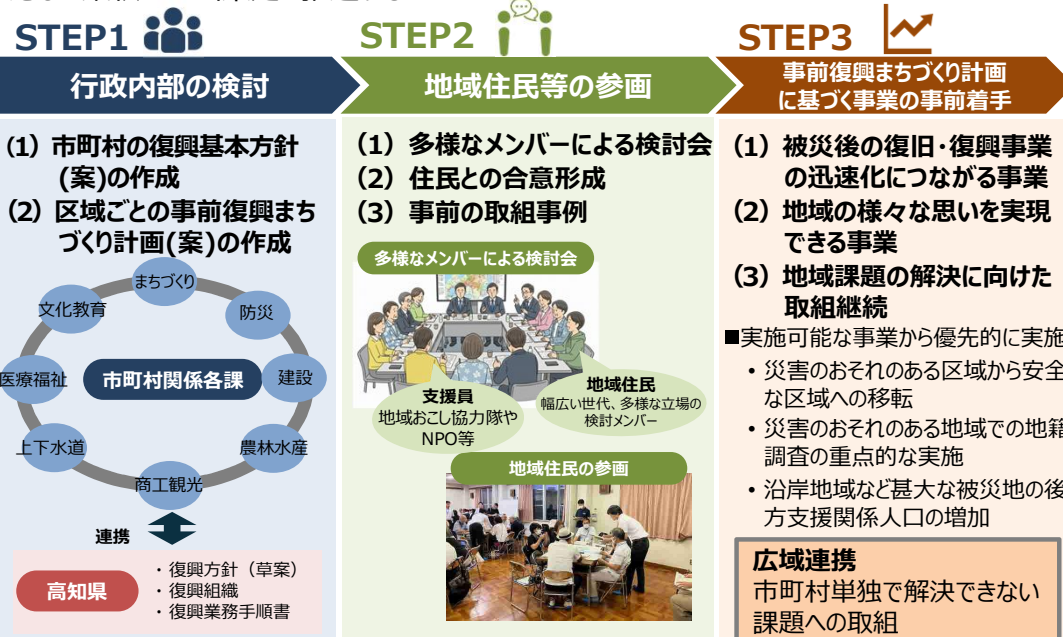 STEP1
行政内部の検討
(1) 市町村の復興基本方針
(案)の作成
(2) 区域ごとの事前復興まち
づくり計画(案)の作成
まちづくり
文化教育
防災
医療福祉
市町村関係各課
建設
上下水道
農林水産
商工観光
連携
高知県
・復興方針（草案）
・復興組織
・復興業務手順書
STEP2
地域住民等の参画
(1) 多様なメンバーによる検討会
(2) 住民との合意形成
(3) 事前の取組事例
多様なメンバーによる検討会
支援員
地域おこし協力隊や
NPO等
地域住民
幅広い世代、多様な立場の
検討メンバー
地域住民の参画
STEP3
事前復興まちづくり計画
に基づく事業の事前着手
(1) 被災後の復旧・復興事業
の迅速化につながる事業
(2) 地域の様々な思いを実現
できる事業
(3) 地域課題の解決に向けた
取組継続
■実施可能な事業から優先的に実施
・災害のおそれのある区域から安全
な区域への移転
・災害のおそれのある地域での地籍
調査の重点的な実施
・沿岸地域など甚大な被災地の後
方支援関係人口の増加
広域連携
市町村単独で解決できない
課題への取組